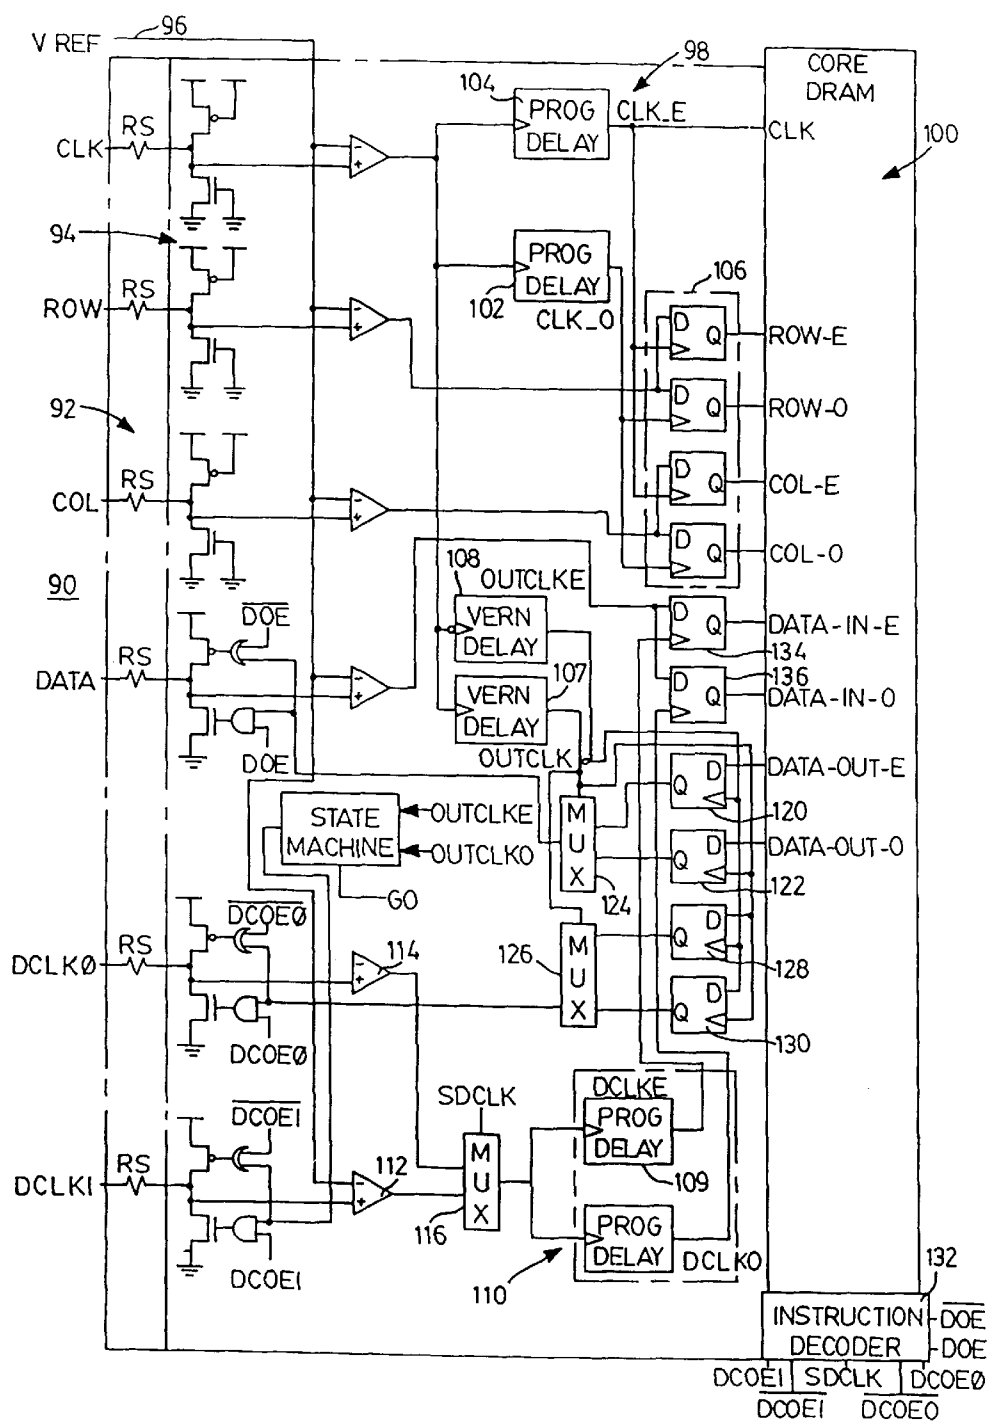 96
V REF
98
CORE
DRAM
104
PROG
DELAY
CLK_E
RS
CLK
CLK
100
94
PROG
DELAY
106
RS
ROW
102
CLK_O
D
Q
ROW-E
D
Q
ROW-O
92
RS
COL
D
Q
COL-E
D
Q
COL-O
90
108
OUTCLKE
DOE
VERN
DELAY
D
Q
DATA-IN-E
134
RS
DATA
107
136
VERN
DELAY
D
Q
DATA-IN-O
DOE
OUTCLK
DATA-OUT-E
D
Q
120
STATE
MACHINE
OUTCLKE
OUTCLKO
MUX
DATA-OUT-O
D
Q
124
122
GO
DCOE0
RS
DCLK0
114
126
MUX
D
Q
128
D
Q
130
DCOE0
SDCLK
DCLKE
PROG
DELAY
DCOE1
109
RS
DCLK1
112
MUX
116
PROG
DELAY
DCLKO
DCOE1
110
132
INSTRUCTION
DECODER
DOE
DOE
DCOE1
SDCLK
DCOE0
DCOE1
DCOE0